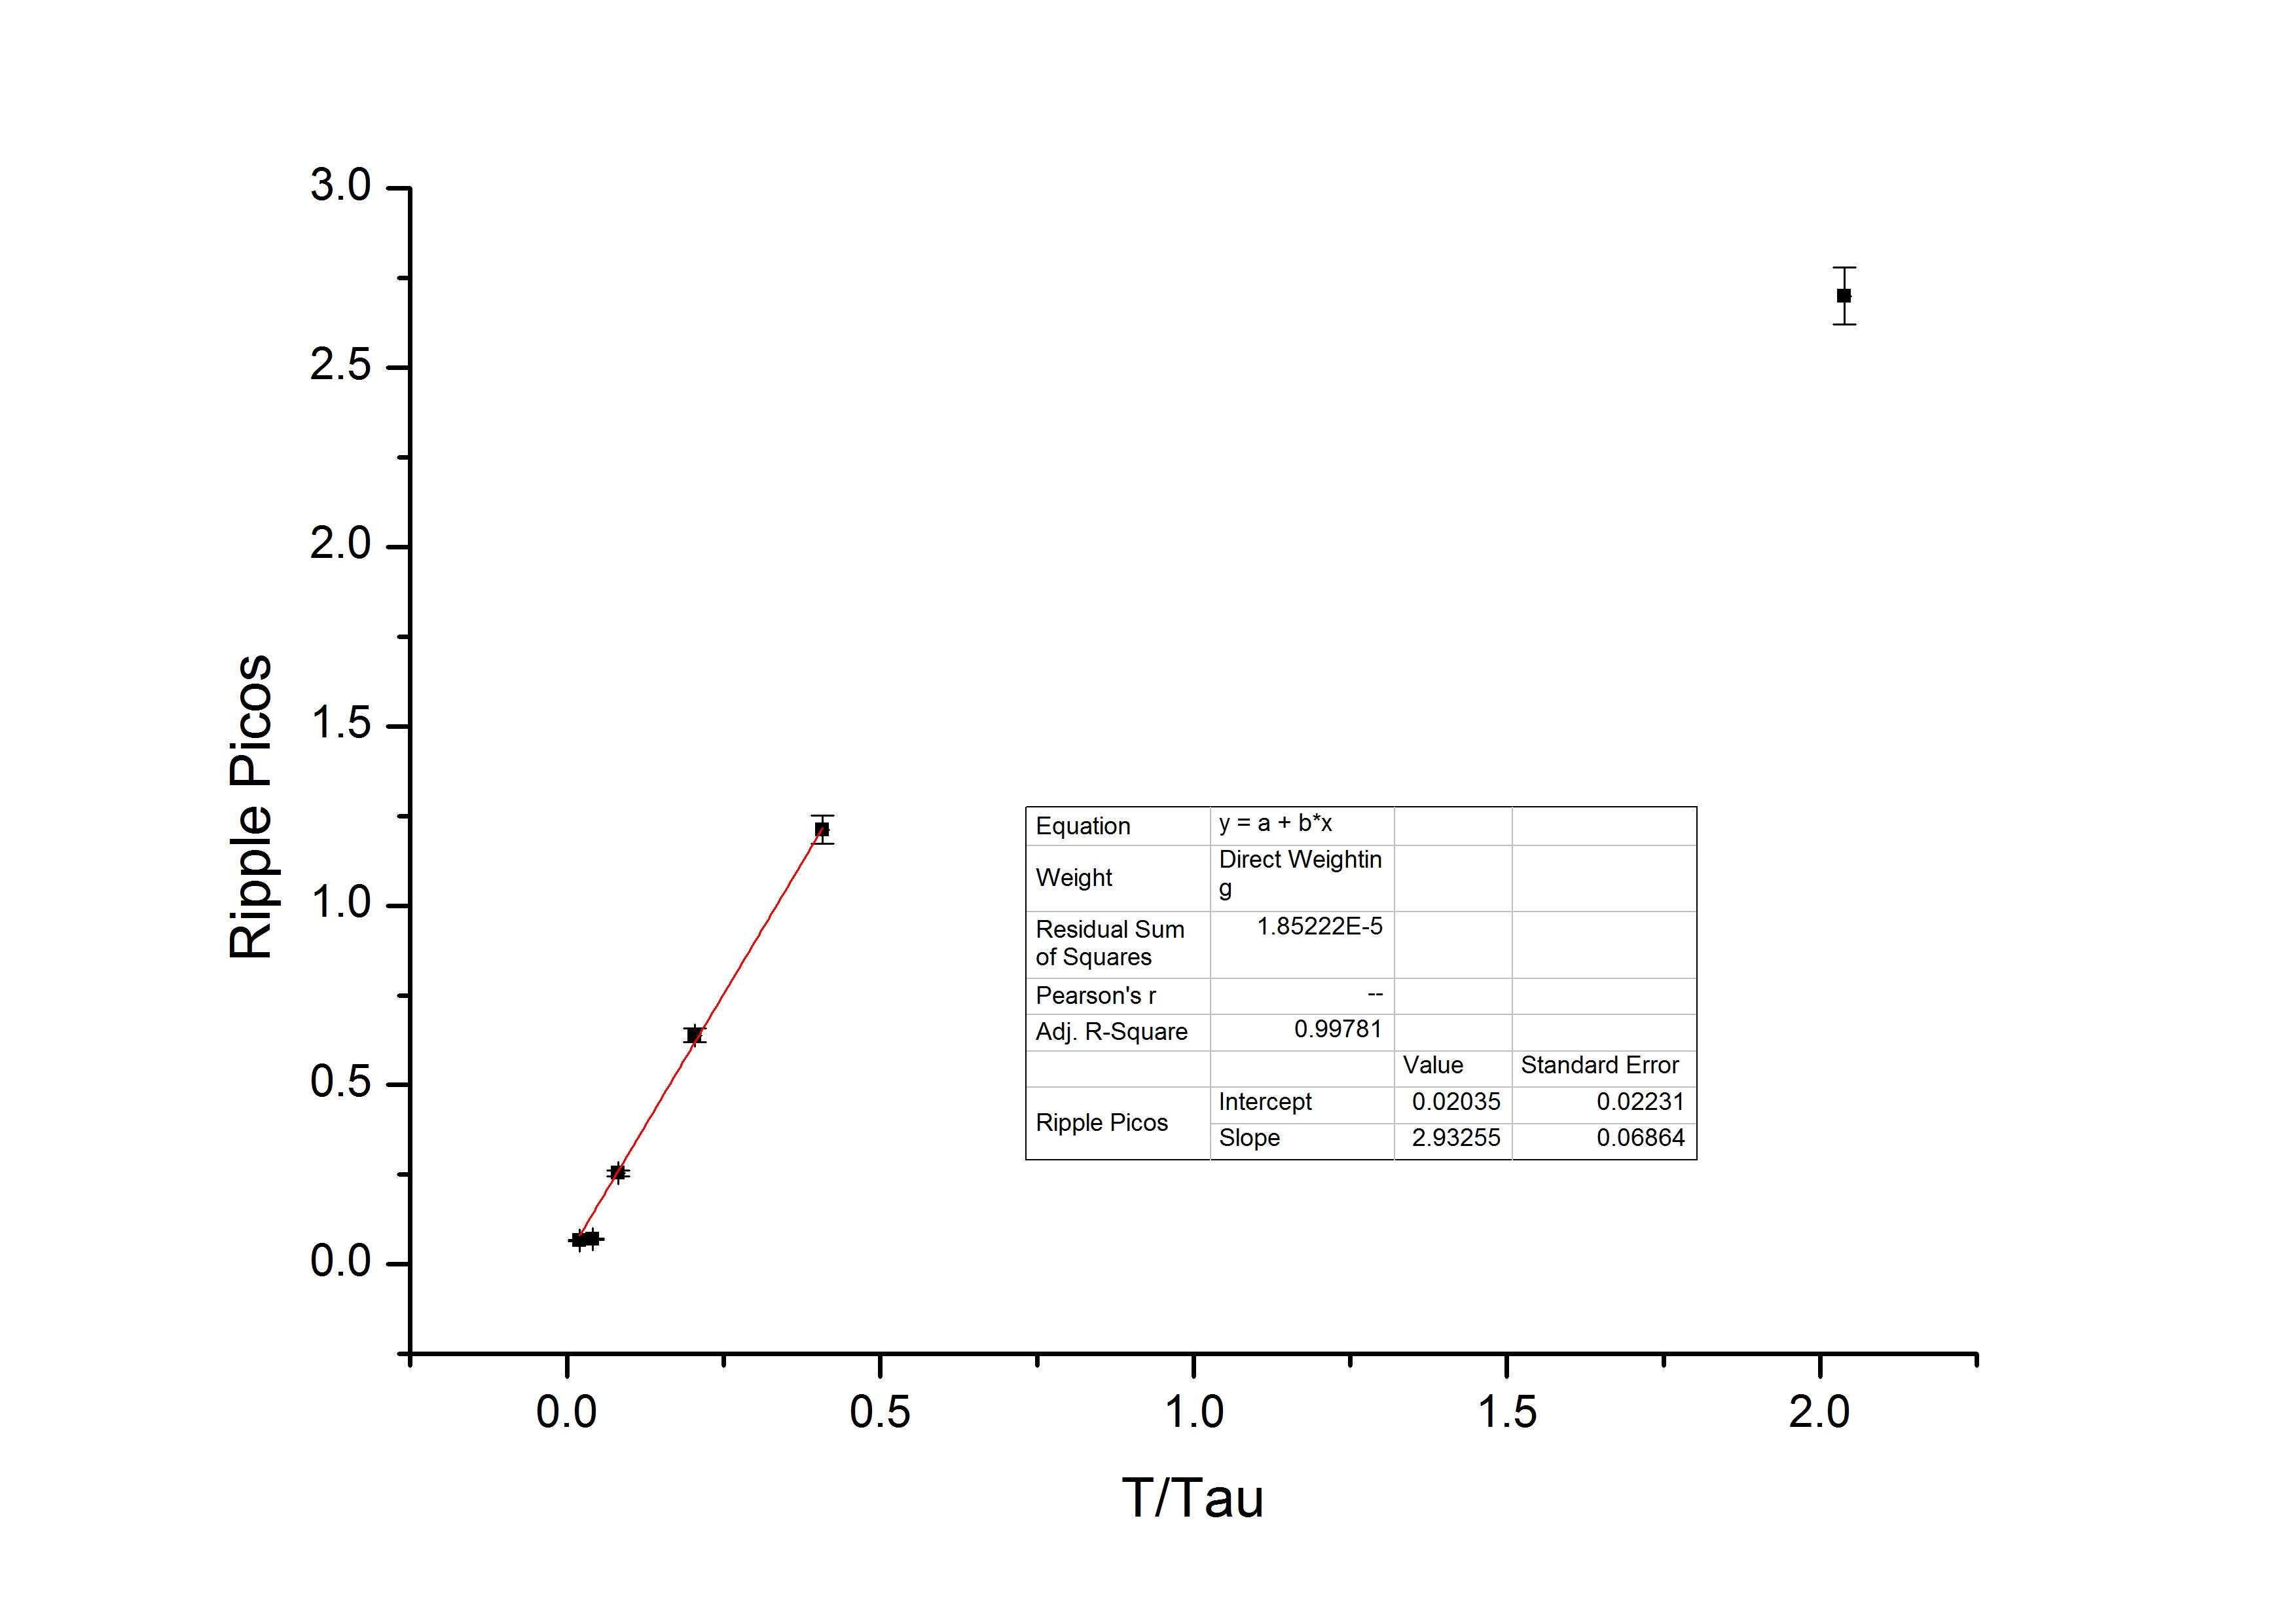 3.0
2.5
2.0
1.5
1.0
0.5
0.0
Ripple Picos
0.0 0.5 1.0 1.5 2.0
T/Tau
Equation y = a + b*x
Weight Direct Weightin
g
Residual Sum
of Squares 1.85222E-5
Pearson's r --
Adj. R-Square 0.99781
Value Standard Error
Ripple Picos Intercept 0.02035 0.02231
Slope 2.93255 0.06864